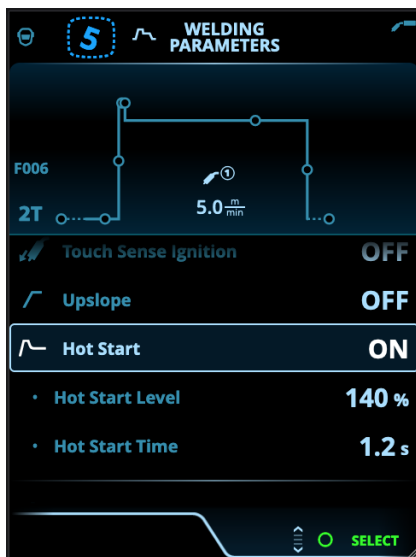 5
WELDING
PARAMETERS
F006
①
2T
5.0 m/min
Touch Sense Ignition OFF
Upslope OFF
Hot Start ON
• Hot Start Level 140 %
• Hot Start Time 1.2 s
SELECT